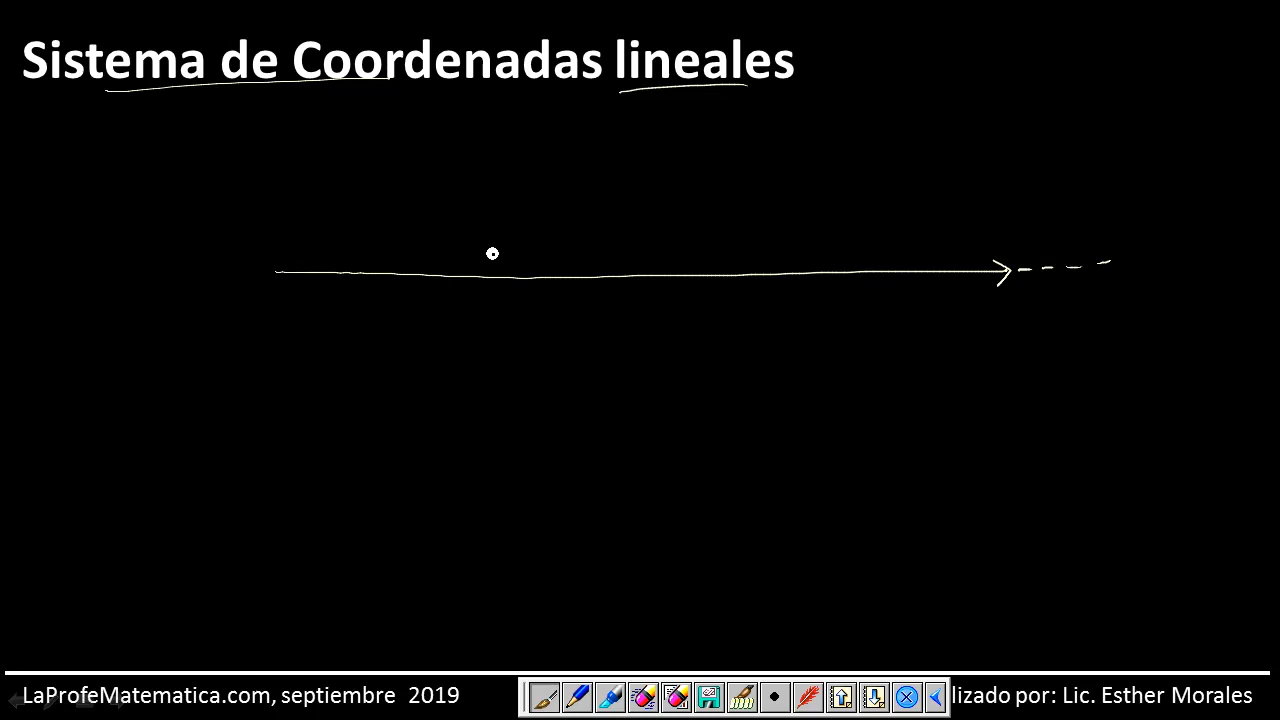 Sistema de Coordenadas lineales
LaProfeMatematica.com, septiembre 2019
lizado por: Lic. Esther Morales